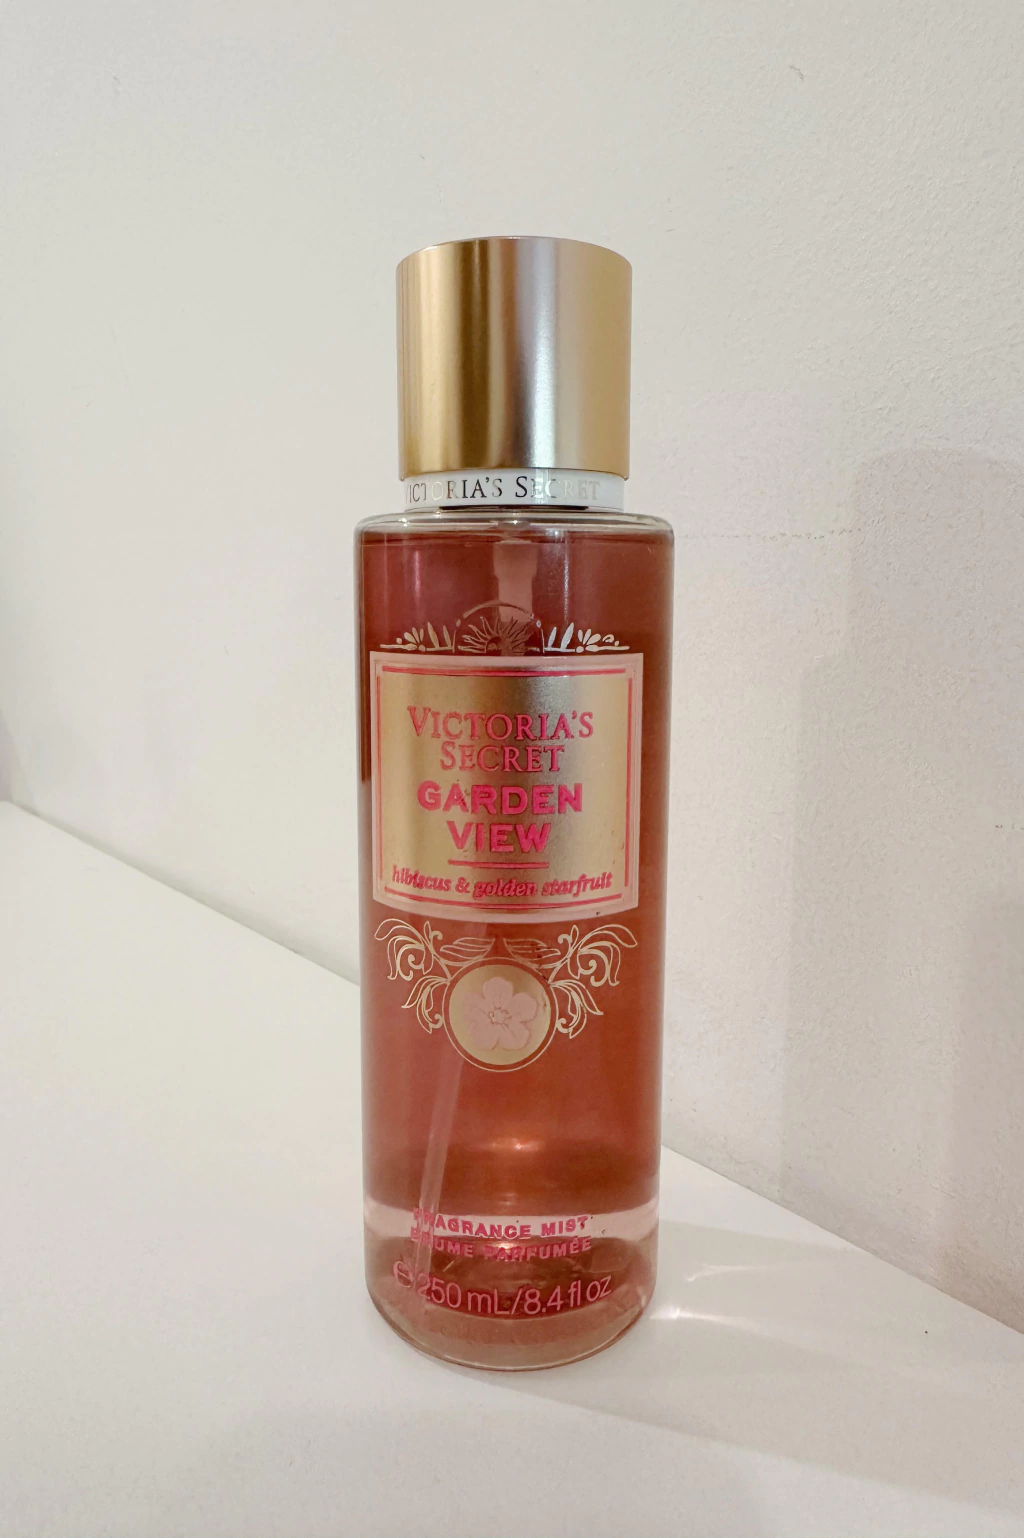 VICTORIA'S SECRET
VICTORIA'S
SECRET
GARDEN
VIEW
hibiscus & golden starfruit
FRAGRANCE MIST
BRUME PARFUMÉE
℮ 250 mL/8.4 fl oz